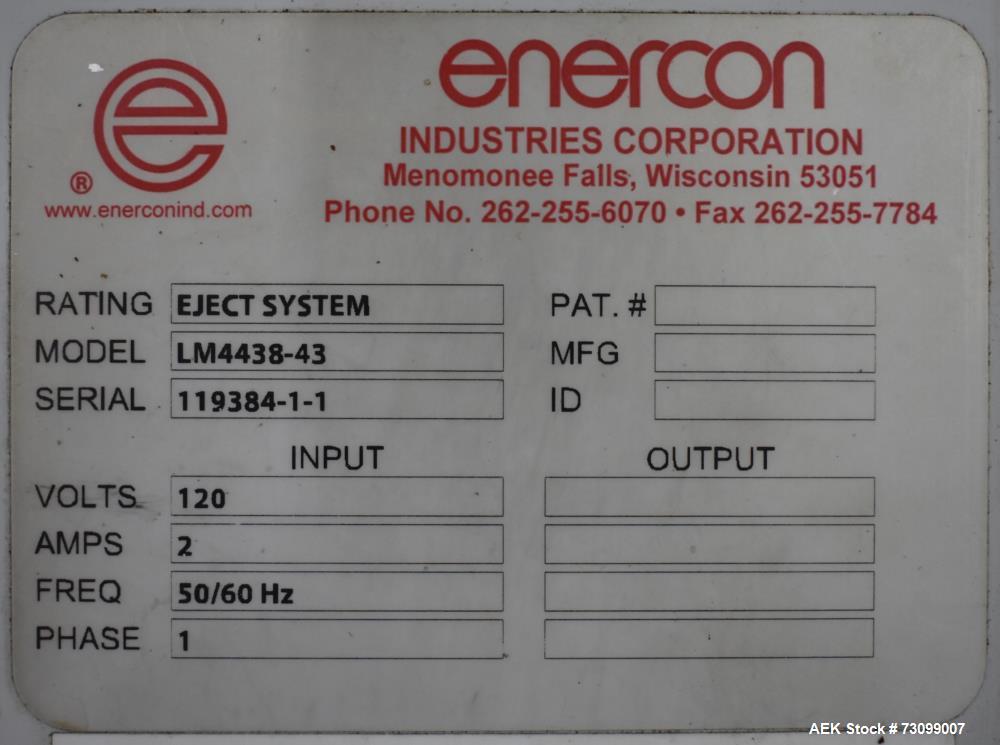 e
®
www.enerconind.com
enercon
INDUSTRIES CORPORATION
Menomonee Falls, Wisconsin 53051
Phone No. 262-255-6070 • Fax 262-255-7784
RATING EJECT SYSTEM PAT. #
MODEL LM4438-43 MFG
SERIAL 119384-1-1 ID
INPUT OUTPUT
VOLTS 120
AMPS 2
FREQ 50/60 Hz
PHASE 1
AEK Stock #73099007